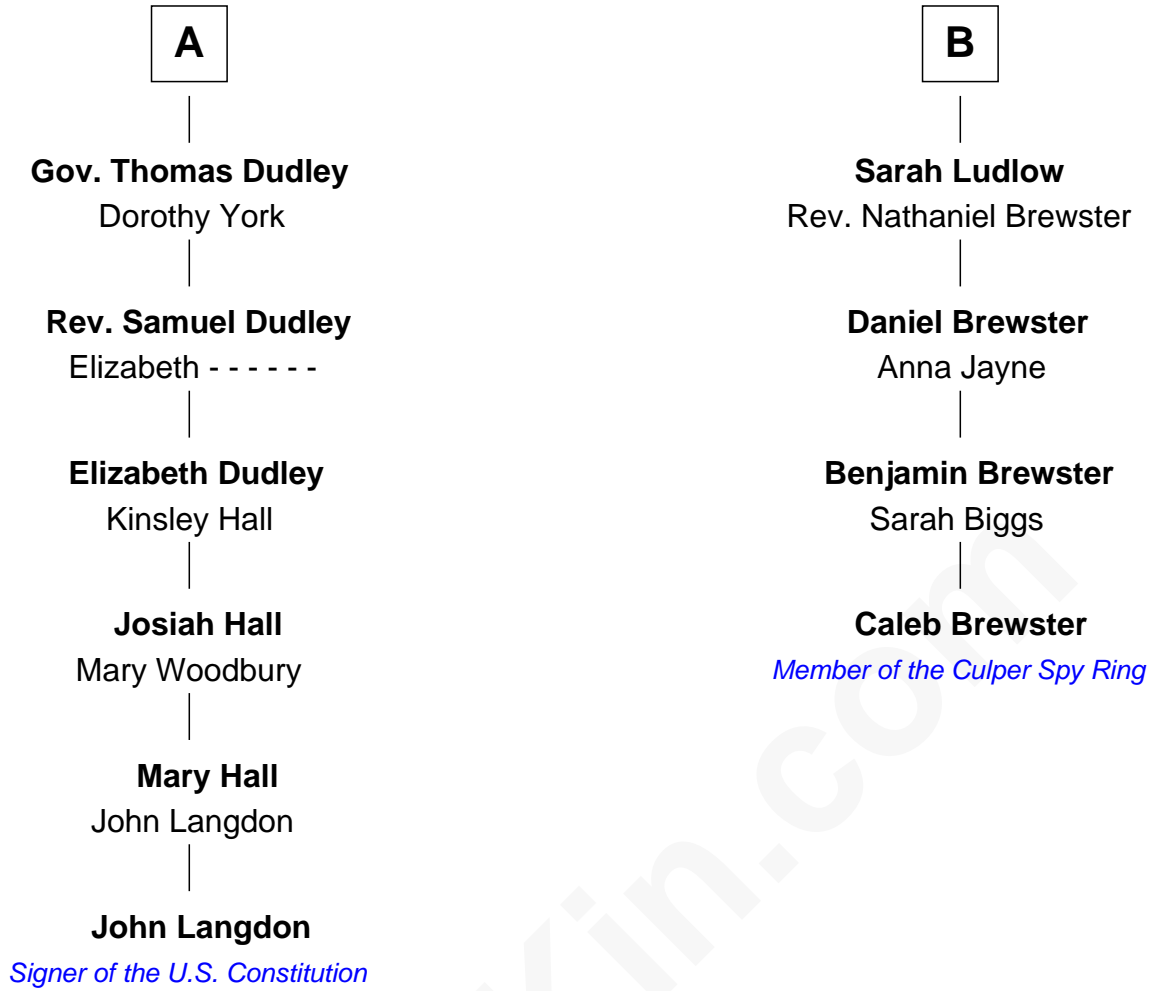 A
Gov. Thomas Dudley
Dorothy York
Rev. Samuel Dudley
Elizabeth - - - - - -
Elizabeth Dudley
Kinsley Hall
Josiah Hall
Mary Woodbury
Mary Hall
John Langdon
John Langdon
Signer of the U.S. Constitution
B
Sarah Ludlow
Rev. Nathaniel Brewster
Daniel Brewster
Anna Jayne
Benjamin Brewster
Sarah Biggs
Caleb Brewster
Member of the Culper Spy Ring
kin.com